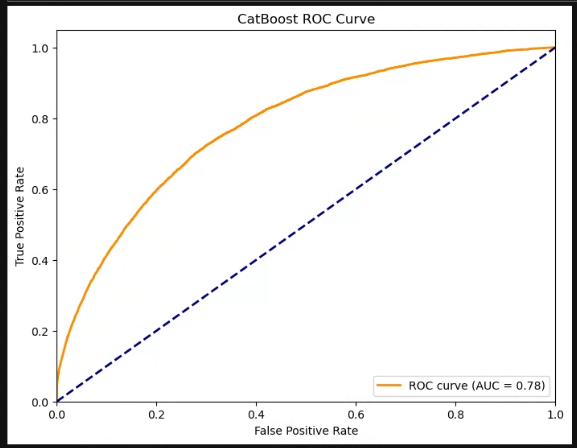 CatBoost ROC Curve
1.0
0.8
0.6
0.4
0.2
0.0
True Positive Rate
ROC curve (AUC = 0.78)
0.0 0.2 0.4 0.6 0.8 1.0
False Positive Rate